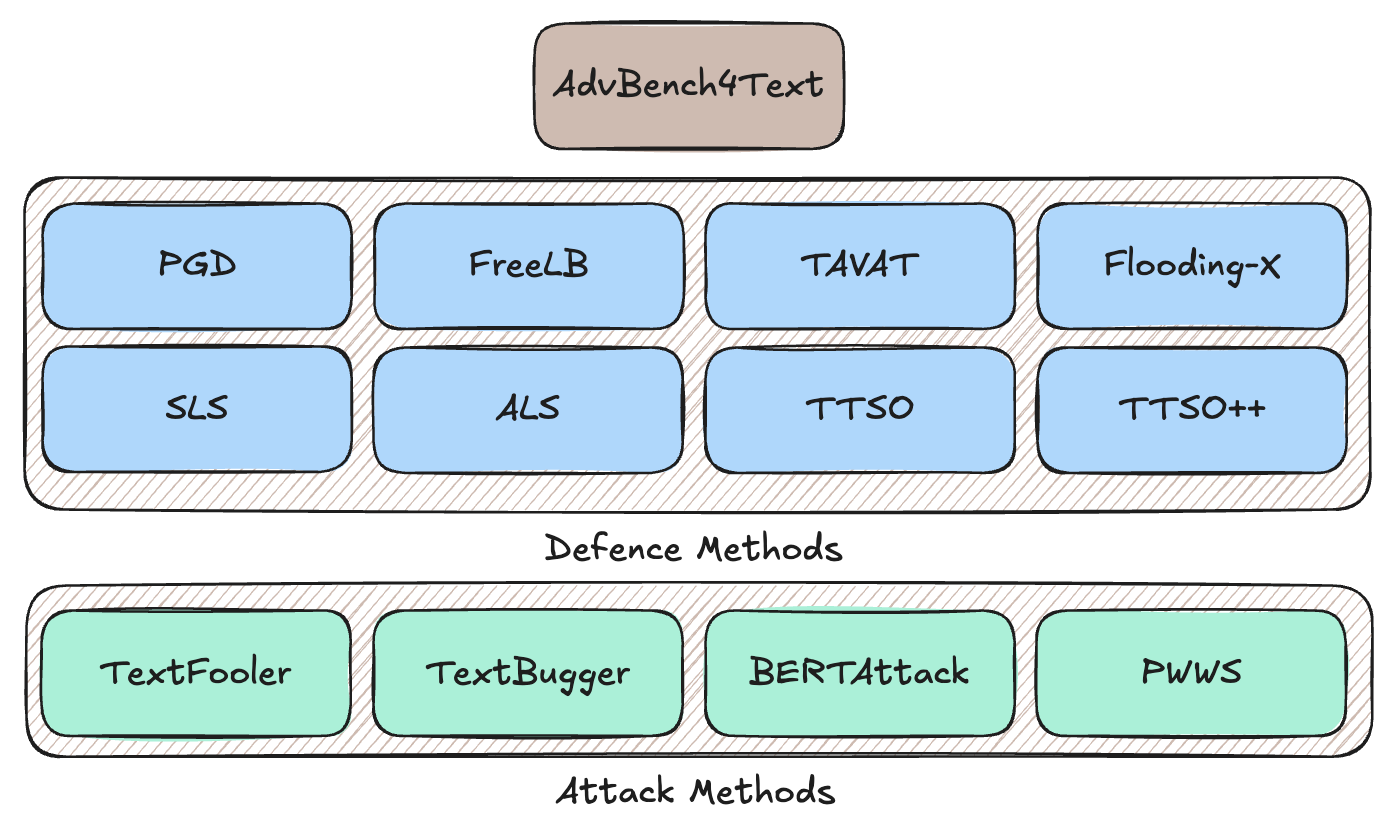 AdvBench4Text
PGD
FreeLB
TAVAT
Flooding-X
SLS
ALS
TTSO
TTSO++
Defence Methods
TextFooler
TextBugger
BERTAttack
PWWS
Attack Methods